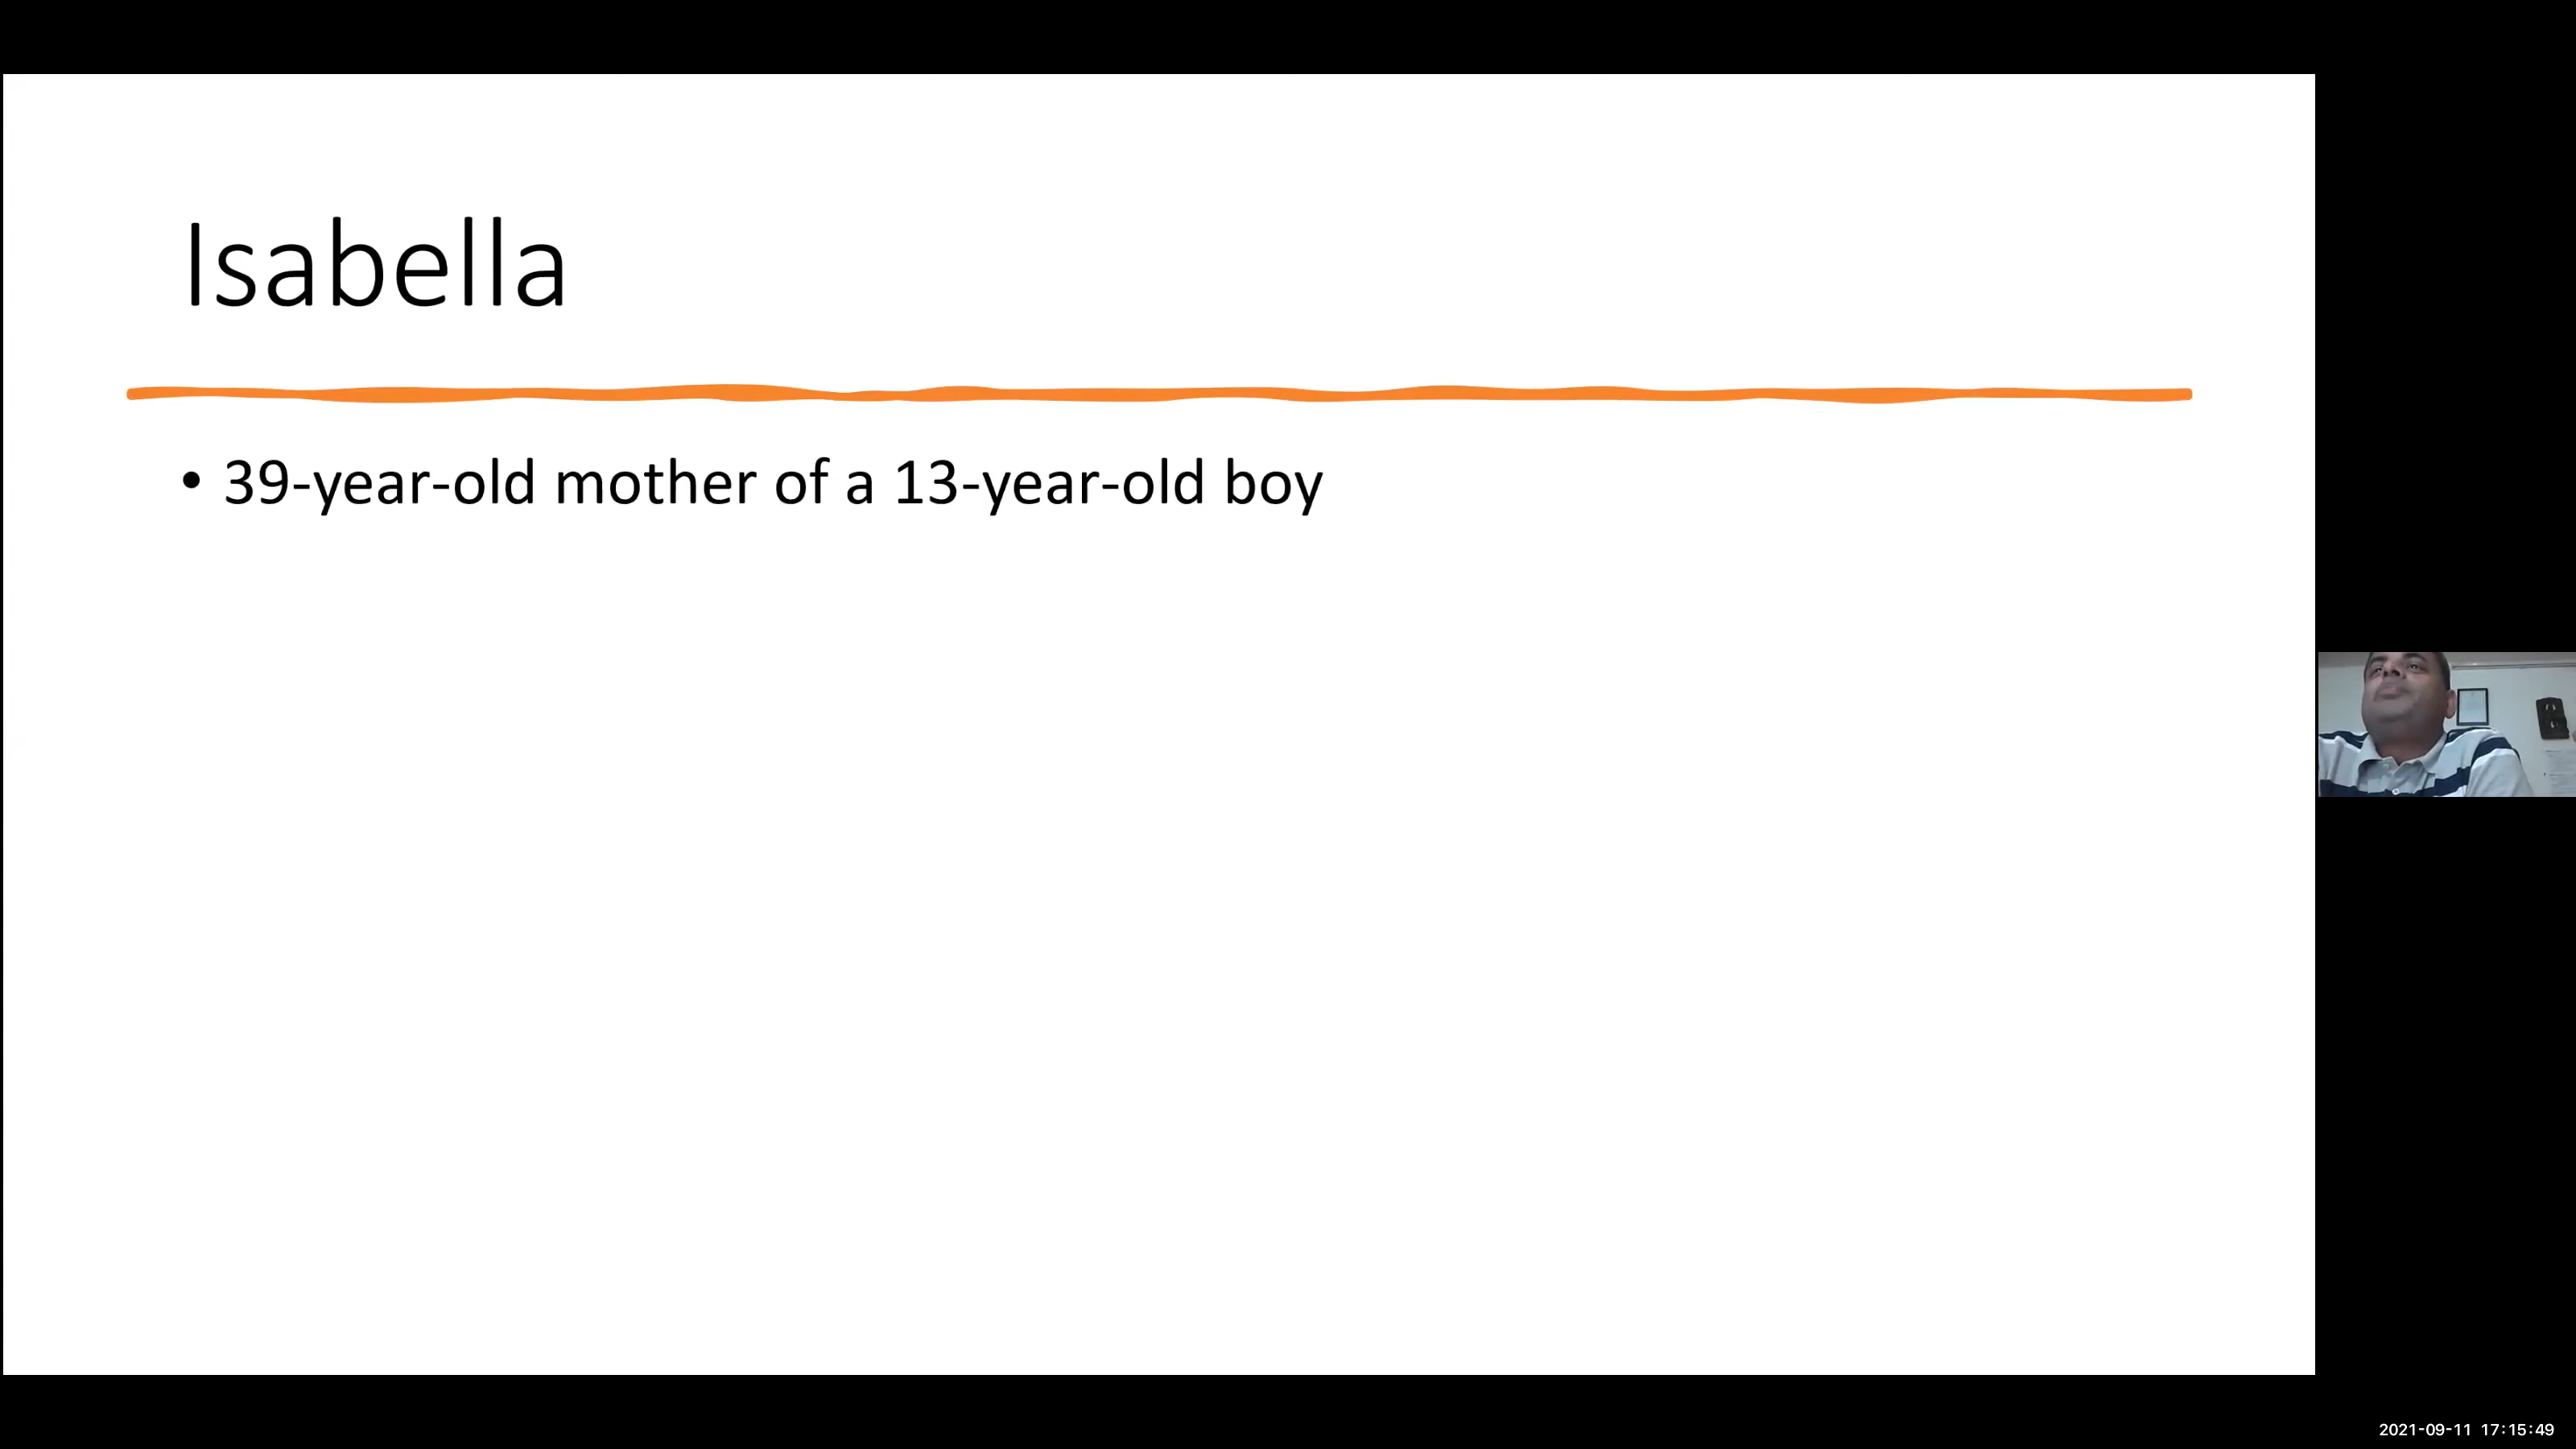 Isabella
• 39-year-old mother of a 13-year-old boy
2021-09-11 17:15:49